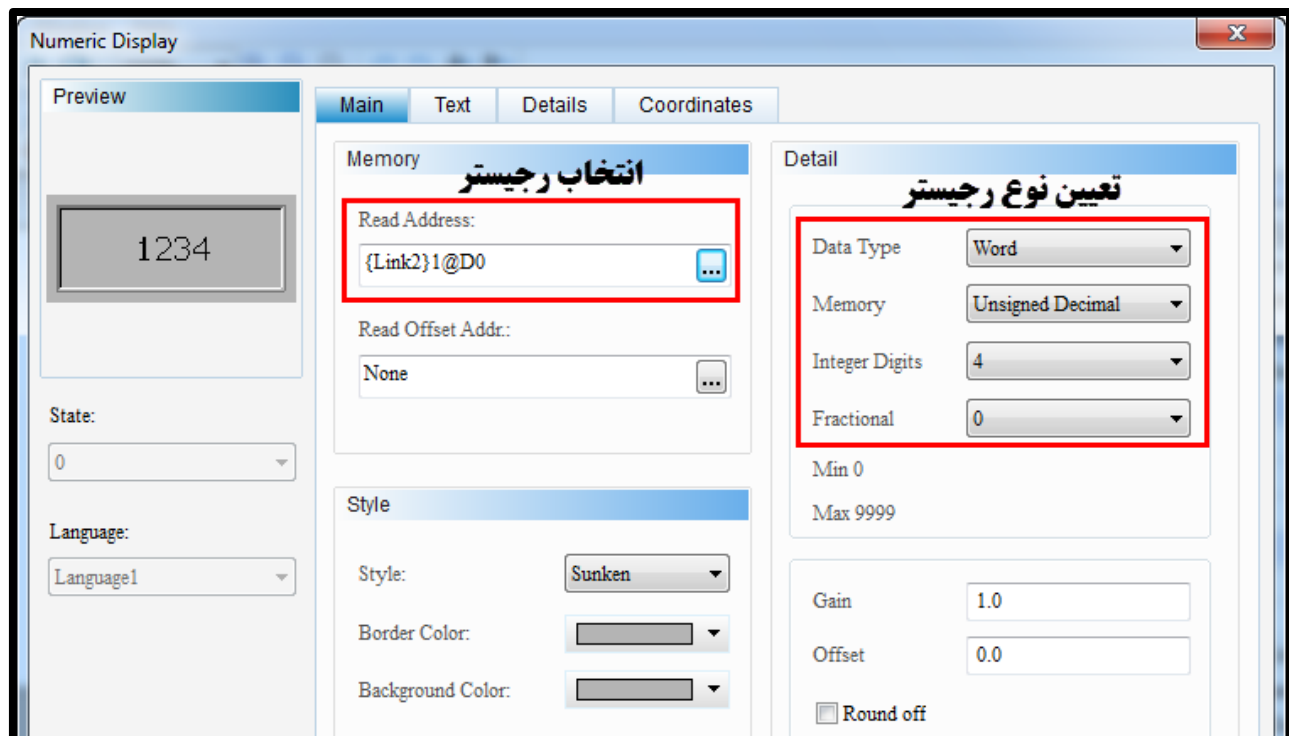 Numeric Display
Preview
1234
State:
0
Language:
Language1
Main Text Details Coordinates
Memory
انتخاب رجیستر
Read Address:
{Link2}1@D0
...
Read Offset Addr.:
None
...
Style
Style: Sunken
Border Color:
Background Color:
Detail
تعیین نوع رجیستر
Data Type Word
Memory Unsigned Decimal
Integer Digits 4
Fractional 0
Min 0
Max 9999
Gain 1.0
Offset 0.0
Round off